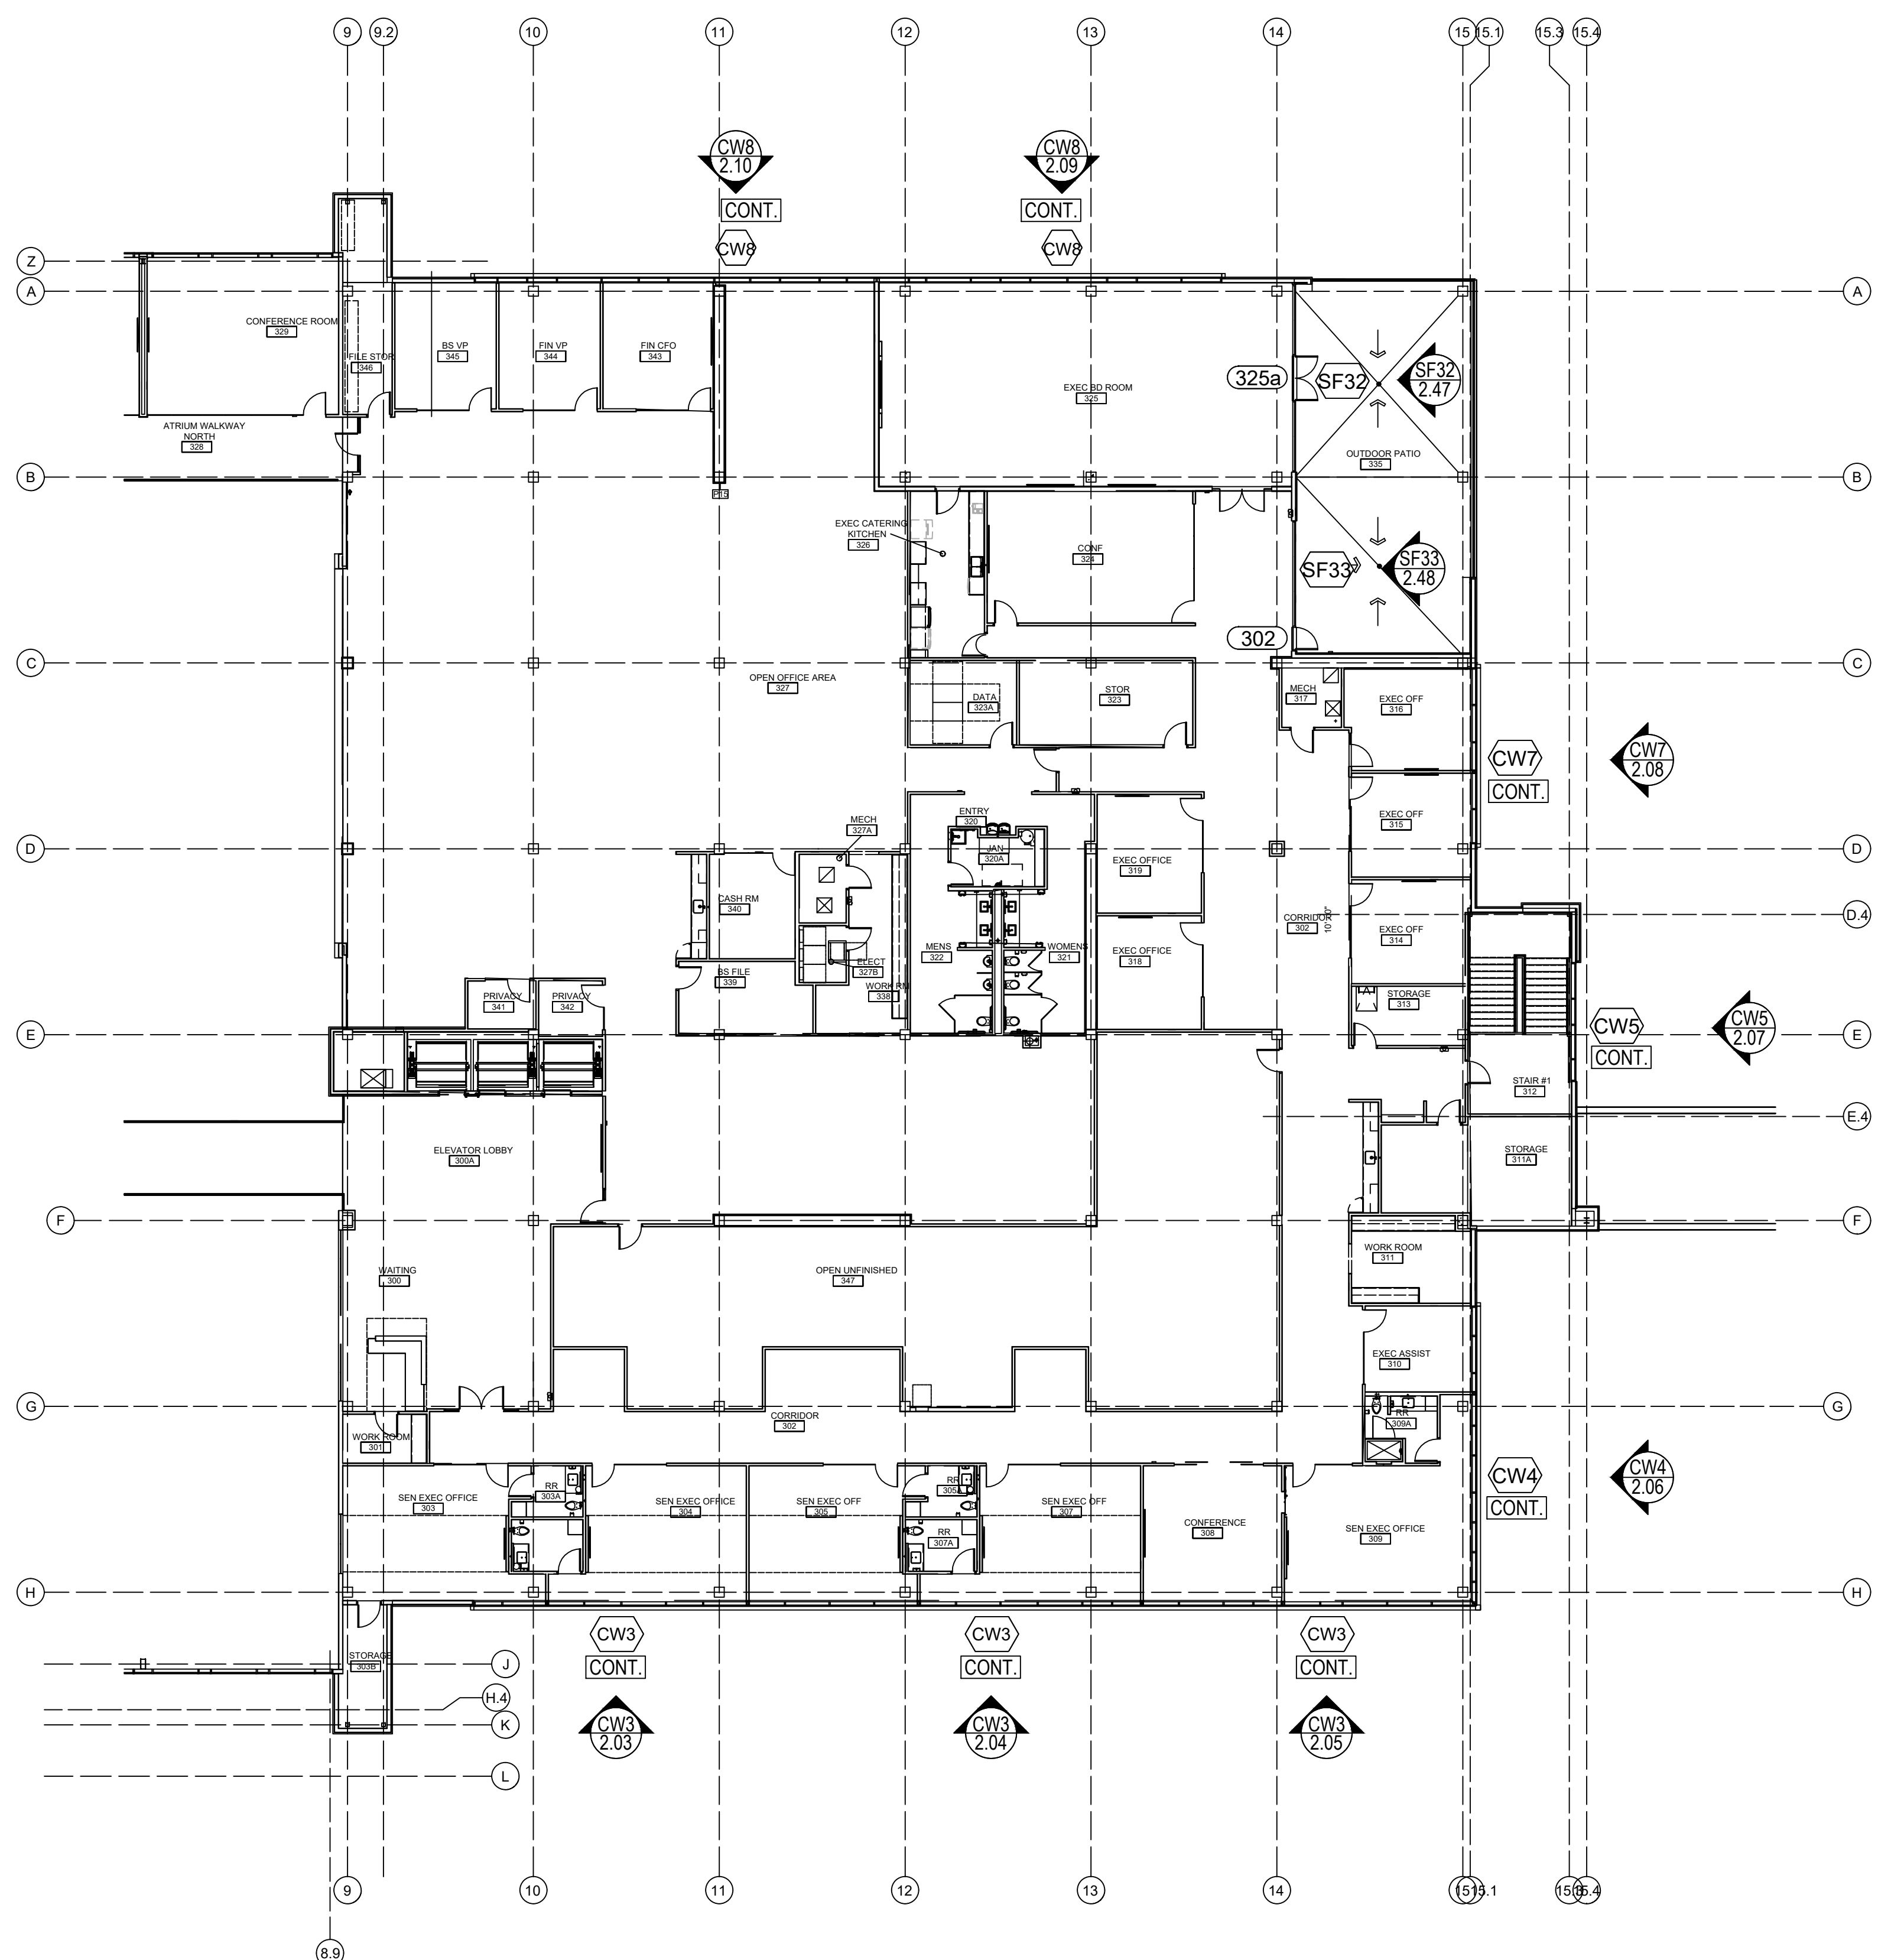 9
9.2
10
11
12
13
14
15
15.1
15.3
15.4
CW8
2.10
CW8
2.09
CONT.
CONT.
CW8
CW8
Z
A
A
CONFERENCE ROOM
329
FILE STOR
346
BS VP
345
FIN VP
344
FIN CFO
343
EXEC BD ROOM
325
325a
SF32
SF32
2.47
ATRIUM WALKWAY
NORTH
328
OUTDOOR PATIO
335
B
B
EXEC CATERING
KITCHEN
326
CONF
324
SF33
SF33
2.48
302
C
C
OPEN OFFICE AREA
327
DATA
323A
STOR
323
MECH
317
EXEC OFF
316
CW7
CONT.
CW7
2.08
MECH
327A
ENTRY
320
EXEC OFF
315
D
D
JAN
320A
EXEC OFFICE
319
CASH RM
340
CORRIDOR
302
10'-0"
D.4
EXEC OFF
314
MENS
322
WOMENS
321
EXEC OFFICE
318
ELECT
327B
BS FILE
339
WORK RM
338
PRIVACY
341
PRIVACY
342
A
STORAGE
313
E
E
CW5
CONT.
CW5
2.07
STAIR #1
312
E.4
ELEVATOR LOBBY
300A
STORAGE
311A
F
F
WAITING
300
OPEN UNFINISHED
347
WORK ROOM
311
EXEC ASSIST
310
G
G
CORRIDOR
302
RR
309A
WORK ROOM
301
CW4
CONT.
CW4
2.06
SEN EXEC OFFICE
303
RR
303A
SEN EXEC OFFICE
304
SEN EXEC OFF
305
RR
305A
SEN EXEC OFF
307
RR
307A
CONFERENCE
308
SEN EXEC OFFICE
309
H
H
CW3
CONT.
CW3
CONT.
CW3
CONT.
STORAGE
303B
J
H.4
K
CW3
2.03
CW3
2.04
CW3
2.05
L
9
10
11
12
13
14
15
15.1
15.4
8.9